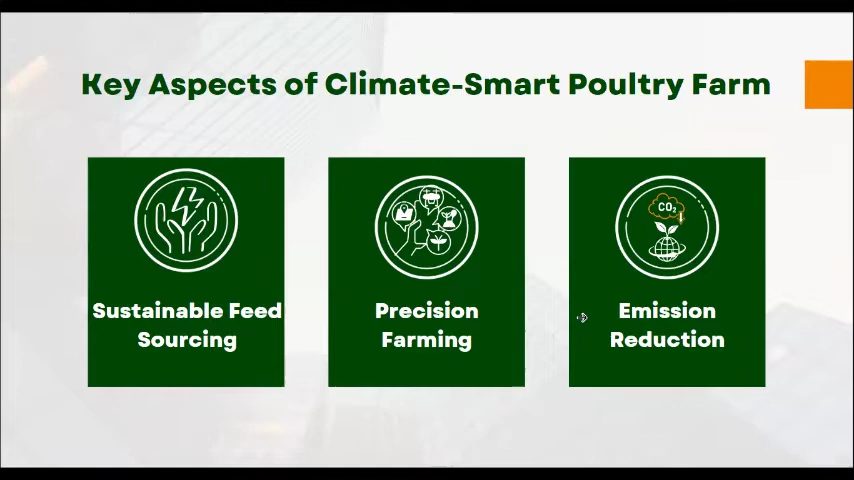 Key Aspects of Climate-Smart Poultry Farm
Sustainable Feed
Sourcing
Precision
Farming
CO₂
Emission
Reduction